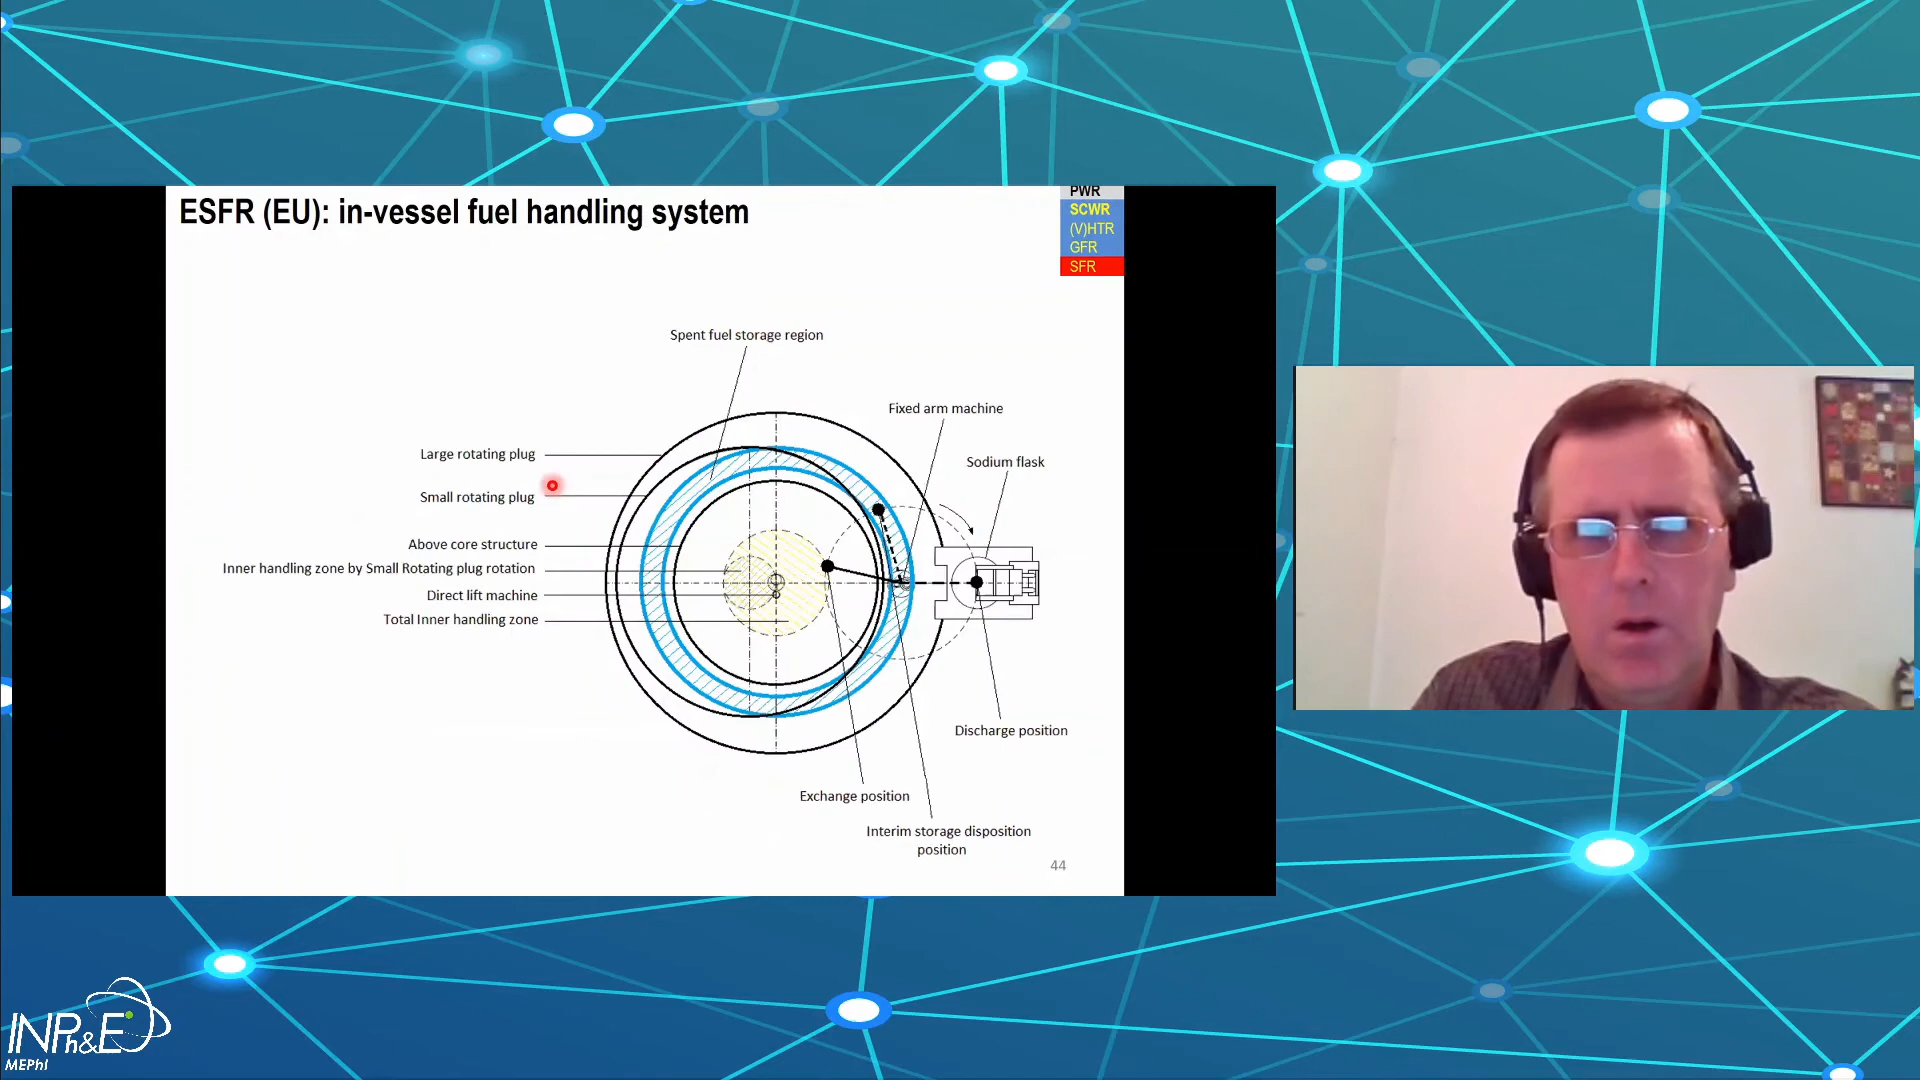 ESFR (EU): in-vessel fuel handling system
PWR
SCWR
(V)HTR
GFR
SFR
Spent fuel storage region
Fixed arm machine
Large rotating plug
Sodium flask
Small rotating plug
Above core structure
Inner handling zone by Small Rotating plug rotation
Direct lift machine
Total Inner handling zone
Discharge position
Exchange position
Interim storage disposition
position
44
INPh&E
MEPhI